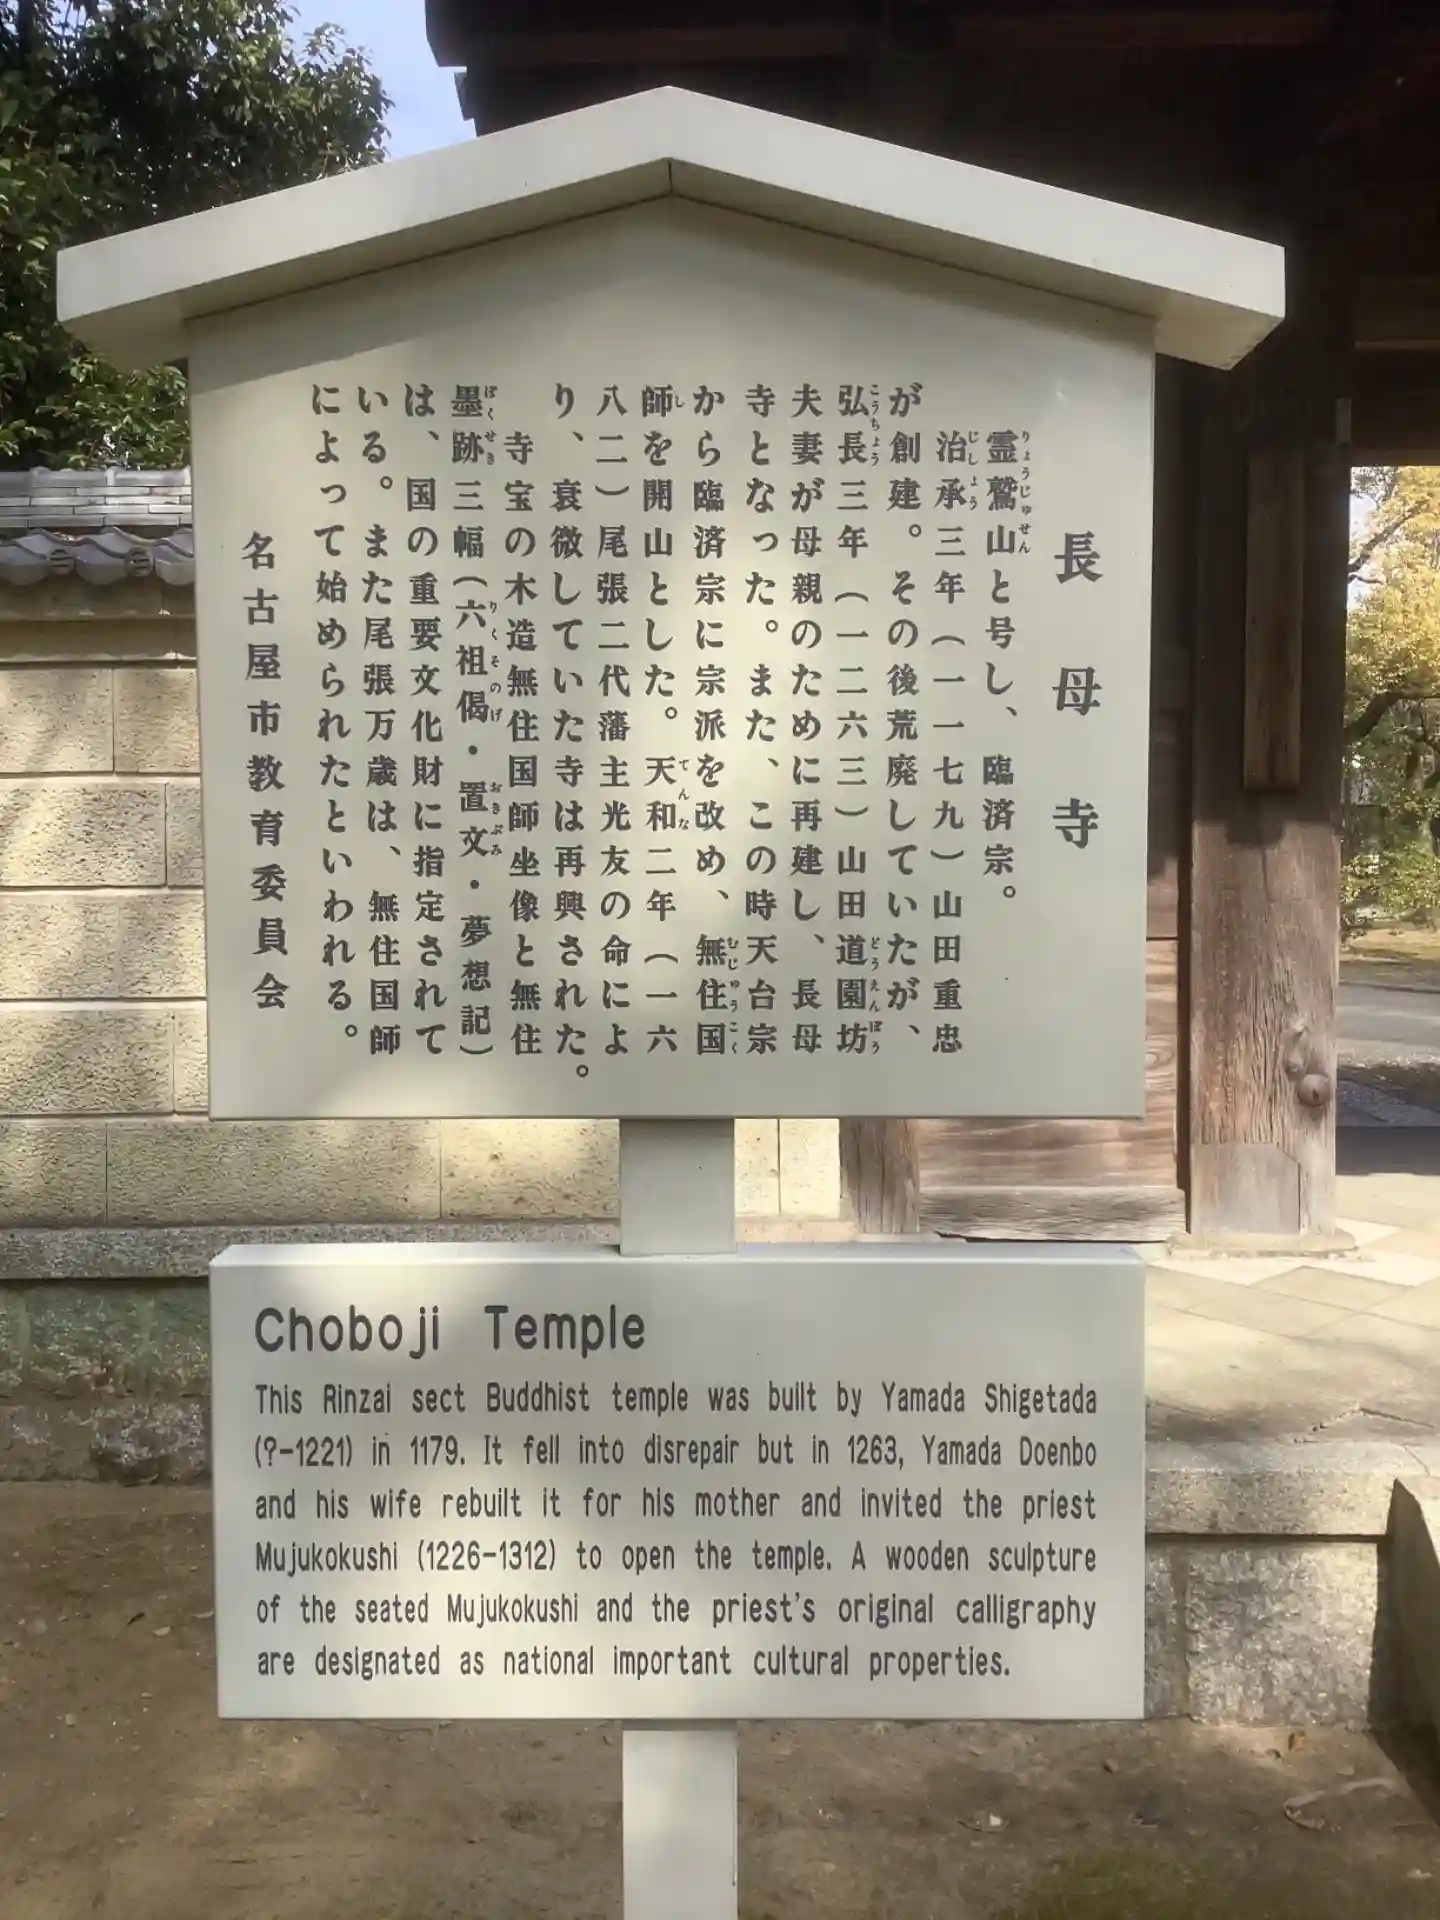 長母寺
霊鷲山と号し、臨済宗。
治承三年（一一七九）山田重忠
が創建。その後荒廃していたが、
弘長三年（一二六三）山田道園坊
夫妻が母親のために再建し、長母
寺となった。また、この時天台宗
から臨済宗に宗派を改め、無住国
師を開山とした。天和二年（一六
八二）尾張二代藩主光友の命によ
り、衰微していた寺は再興された。
寺宝の木造無住国師坐像と無住
墨跡三幅（六祖偈・置文・夢想記）
は、国の重要文化財に指定されて
いる。また尾張万歳は、無住国師
によって始められたといわれる。
名古屋市教育委員会
Choboji Temple
This Rinzai sect Buddhist temple was built by Yamada Shigetada
(?-1221) in 1179. It fell into disrepair but in 1263, Yamada Doenbo
and his wife rebuilt it for his mother and invited the priest
Mujukokushi (1226-1312) to open the temple. A wooden sculpture
of the seated Mujukokushi and the priest's original calligraphy
are designated as national important cultural properties.